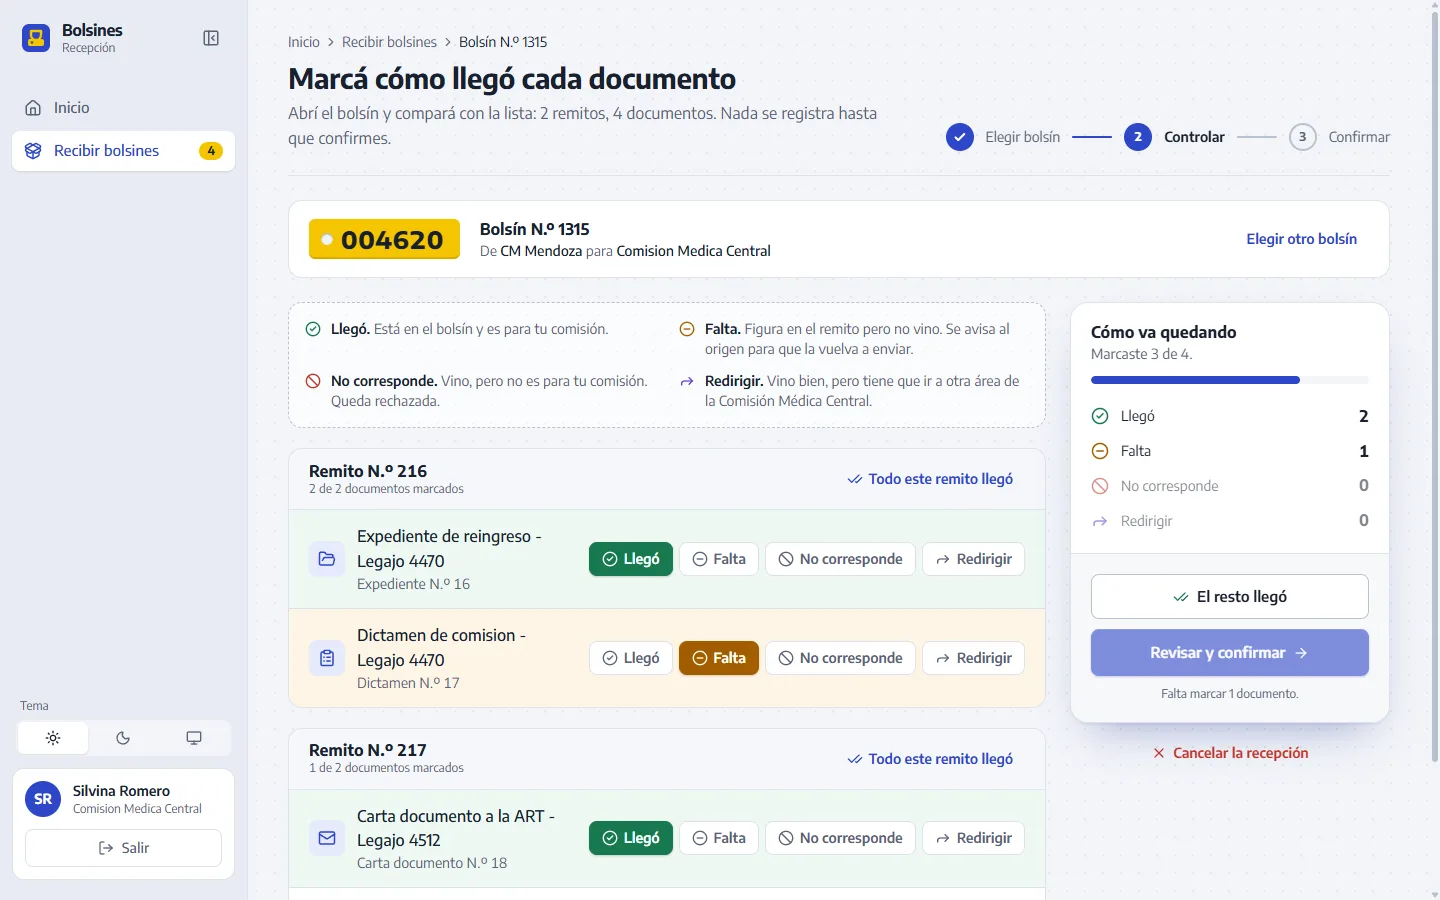 Bolsines
Recepción
Inicio
Recibir bolsines 4
Tema
SR Silvina Romero
Comision Medica Central
Salir
Inicio > Recibir bolsines > Bolsín N.º 1315
Marcá cómo llegó cada documento
Abrí el bolsín y compará con la lista: 2 remitos, 4 documentos. Nada se registra hasta
que confirmes.
Elegir bolsín 2 Controlar 3 Confirmar
004620
Bolsín N.º 1315
De CM Mendoza para Comision Medica Central
Elegir otro bolsín
Llegó. Está en el bolsín y es para tu comisión.
Falta. Figura en el remito pero no vino. Se avisa al
origen para que la vuelva a enviar.
No corresponde. Vino, pero no es para tu comisión.
Queda rechazada.
Redirigir. Vino bien, pero tiene que ir a otra área de
la Comisión Médica Central.
Remito N.º 216
2 de 2 documentos marcados
Todo este remito llegó
Expediente de reingreso -
Legajo 4470
Expediente N.º 16
Llegó Falta No corresponde Redirigir
Dictamen de comision -
Legajo 4470
Dictamen N.º 17
Llegó Falta No corresponde Redirigir
Remito N.º 217
1 de 2 documentos marcados
Todo este remito llegó
Carta documento a la ART -
Legajo 4512
Carta documento N.º 18
Llegó Falta No corresponde Redirigir
Cómo va quedando
Marcaste 3 de 4.
Llegó 2
Falta 1
No corresponde 0
Redirigir 0
El resto llegó
Revisar y confirmar
Falta marcar 1 documento.
Cancelar la recepción